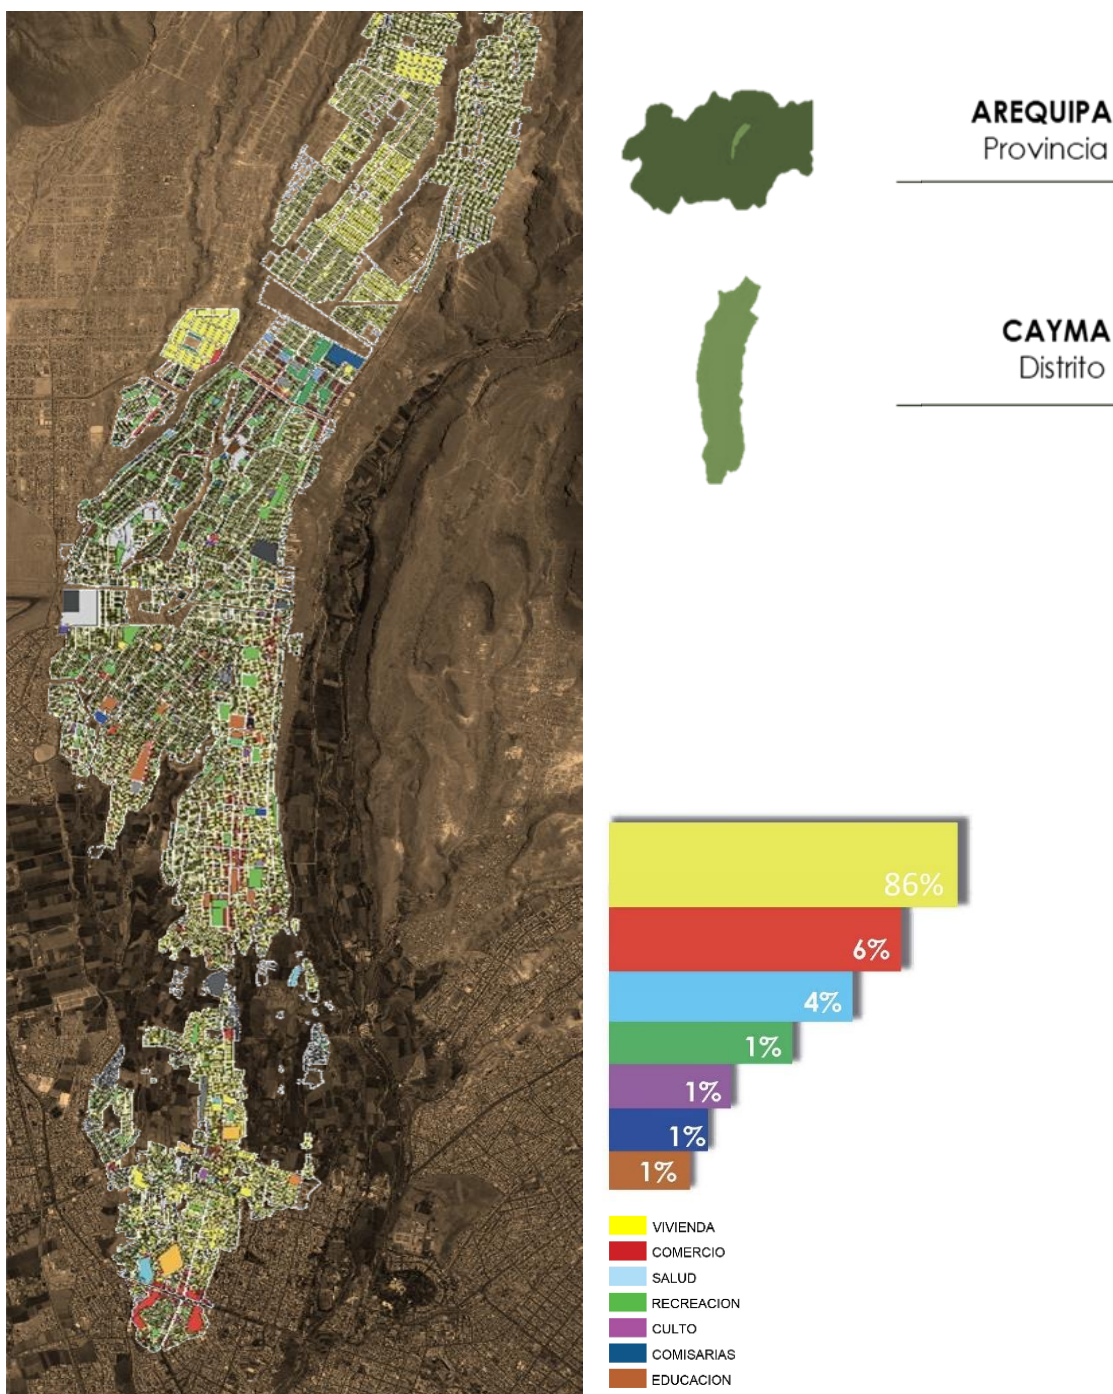 AREQUIPA
Provincia
CAYMA
Distrito
86%
6%
4%
1%
1%
1%
1%
VIVIENDA
COMERCIO
SALUD
RECREACION
CULTO
COMISARIAS
EDUCACION